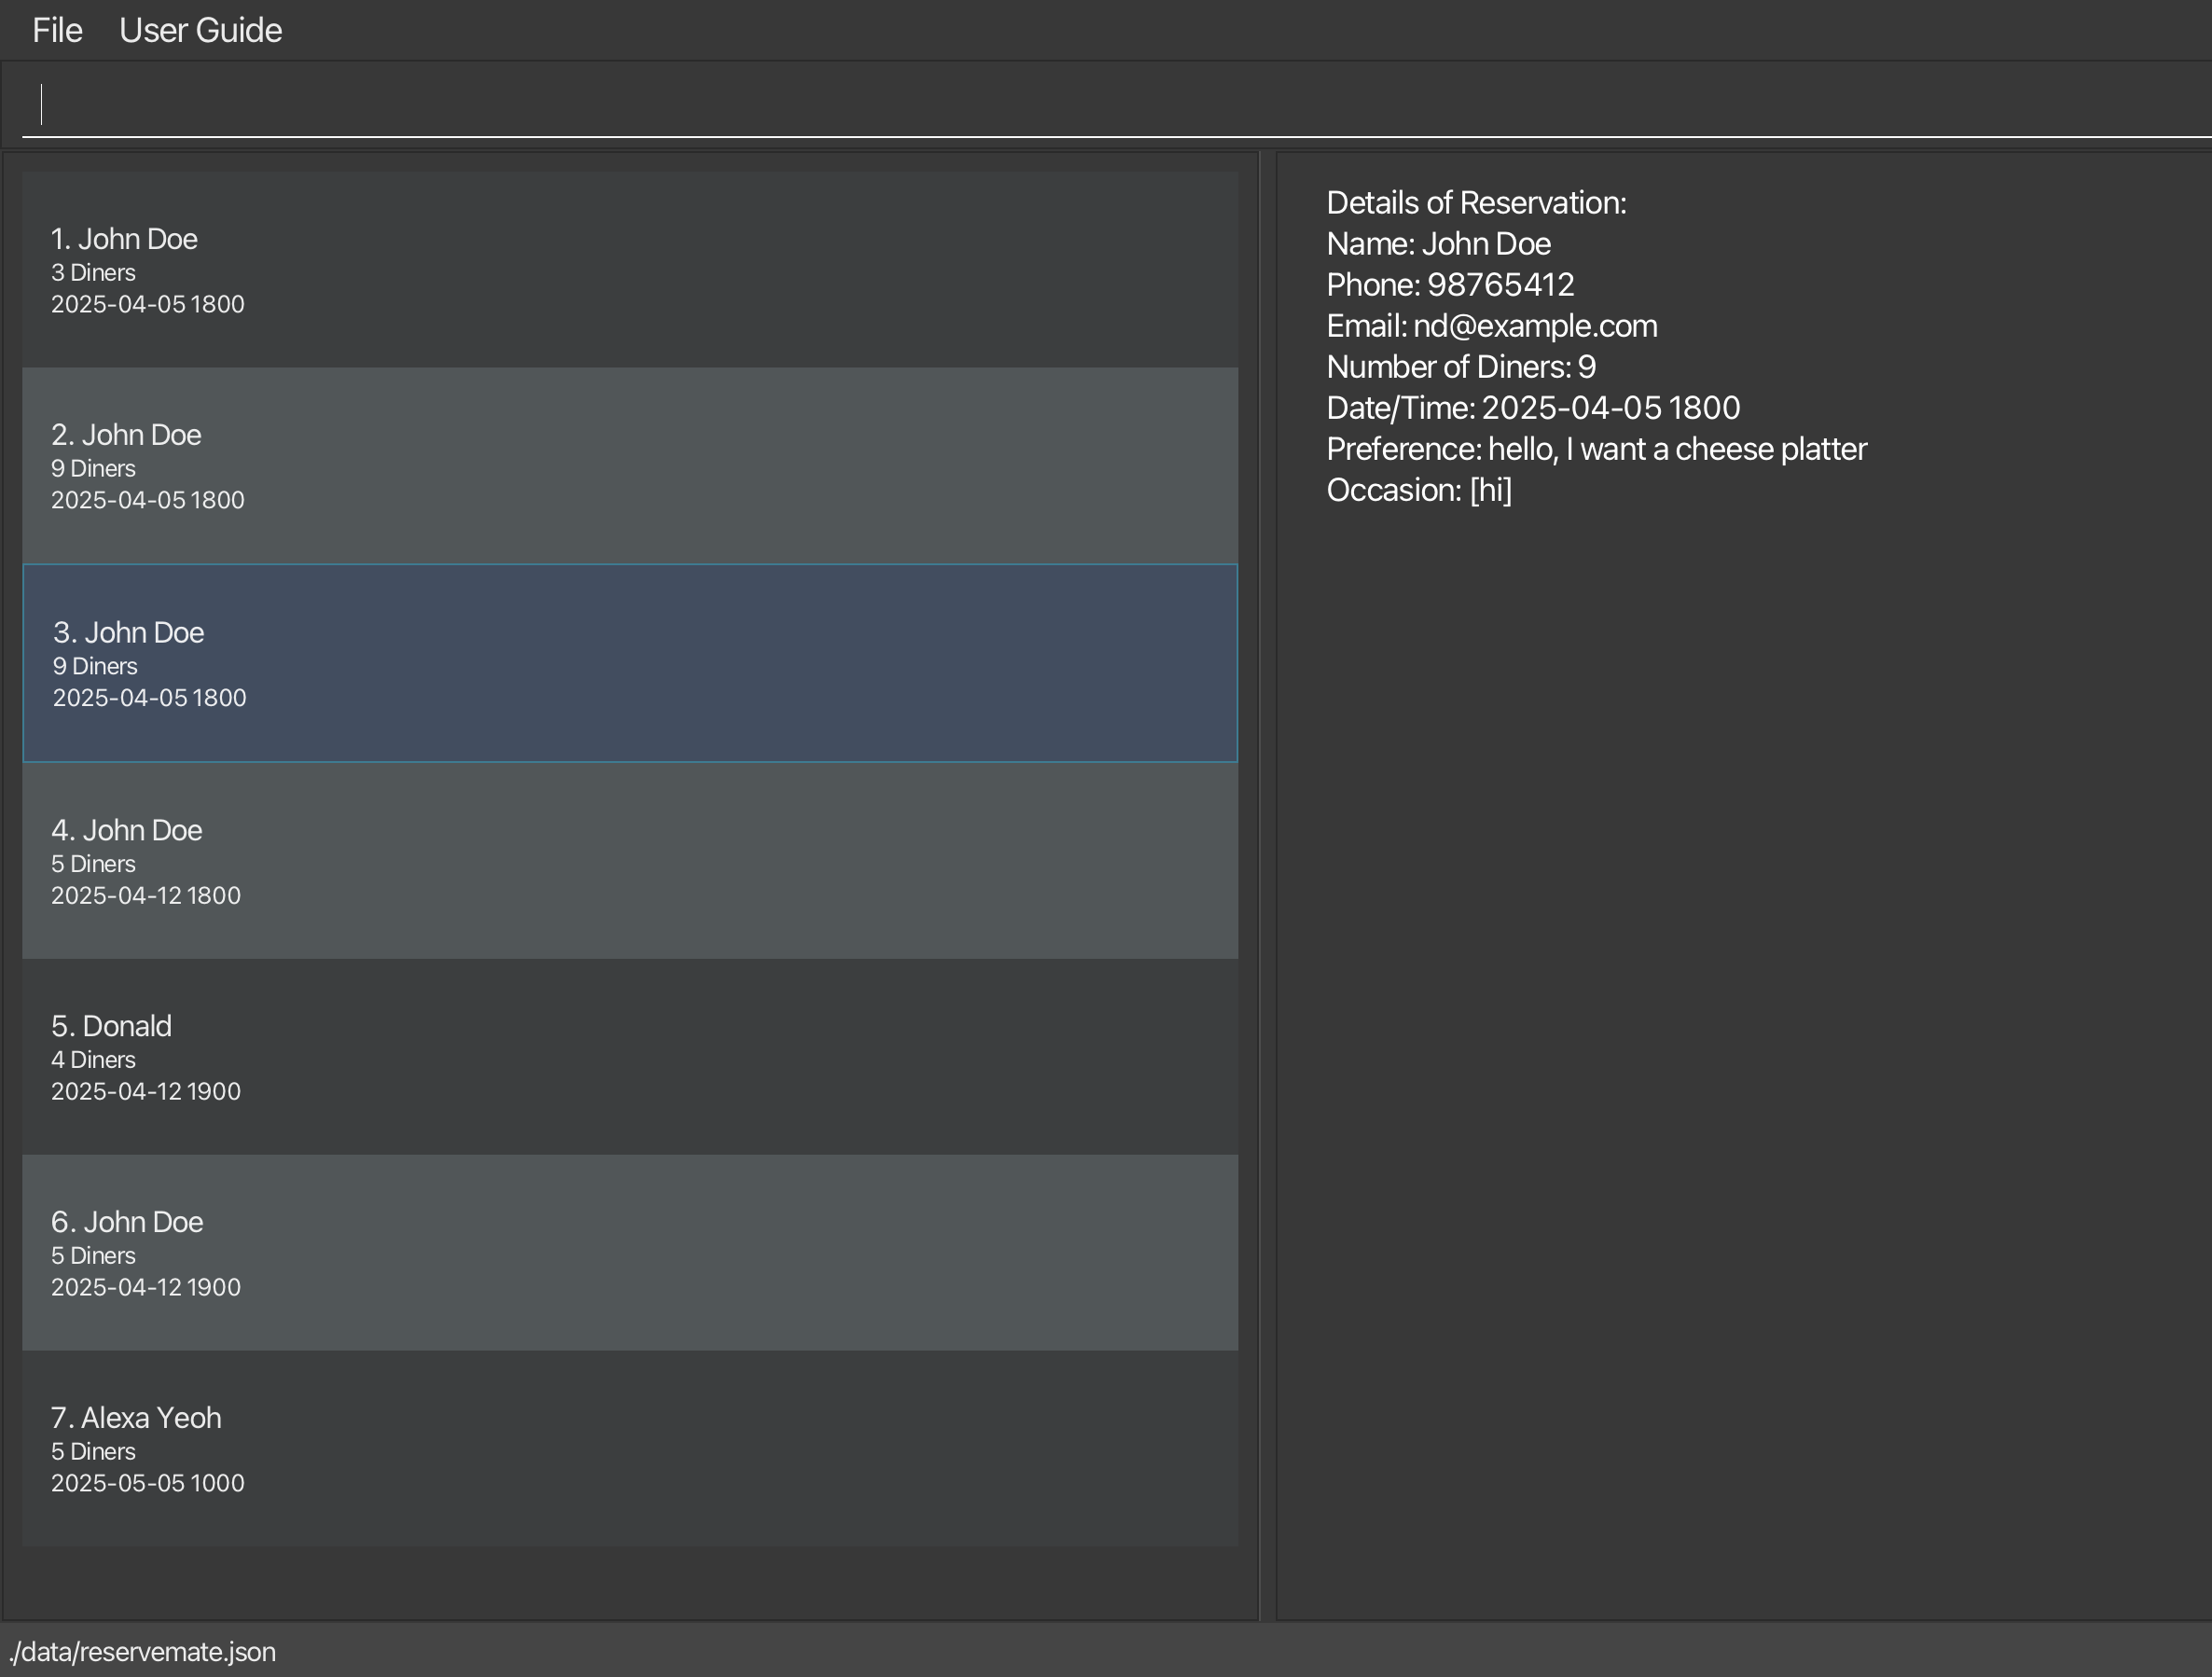 File User Guide
1. John Doe
3 Diners
2025-04-05 1800
2. John Doe
9 Diners
2025-04-05 1800
3. John Doe
9 Diners
2025-04-05 1800
4. John Doe
5 Diners
2025-04-12 1800
5. Donald
4 Diners
2025-04-12 1900
6. John Doe
5 Diners
2025-04-12 1900
7. Alexa Yeoh
5 Diners
2025-05-05 1000
Details of Reservation:
Name: John Doe
Phone: 98765412
Email: nd@example.com
Number of Diners: 9
Date/Time: 2025-04-05 1800
Preference: hello, I want a cheese platter
Occasion: [hi]
./data/reservemate.json